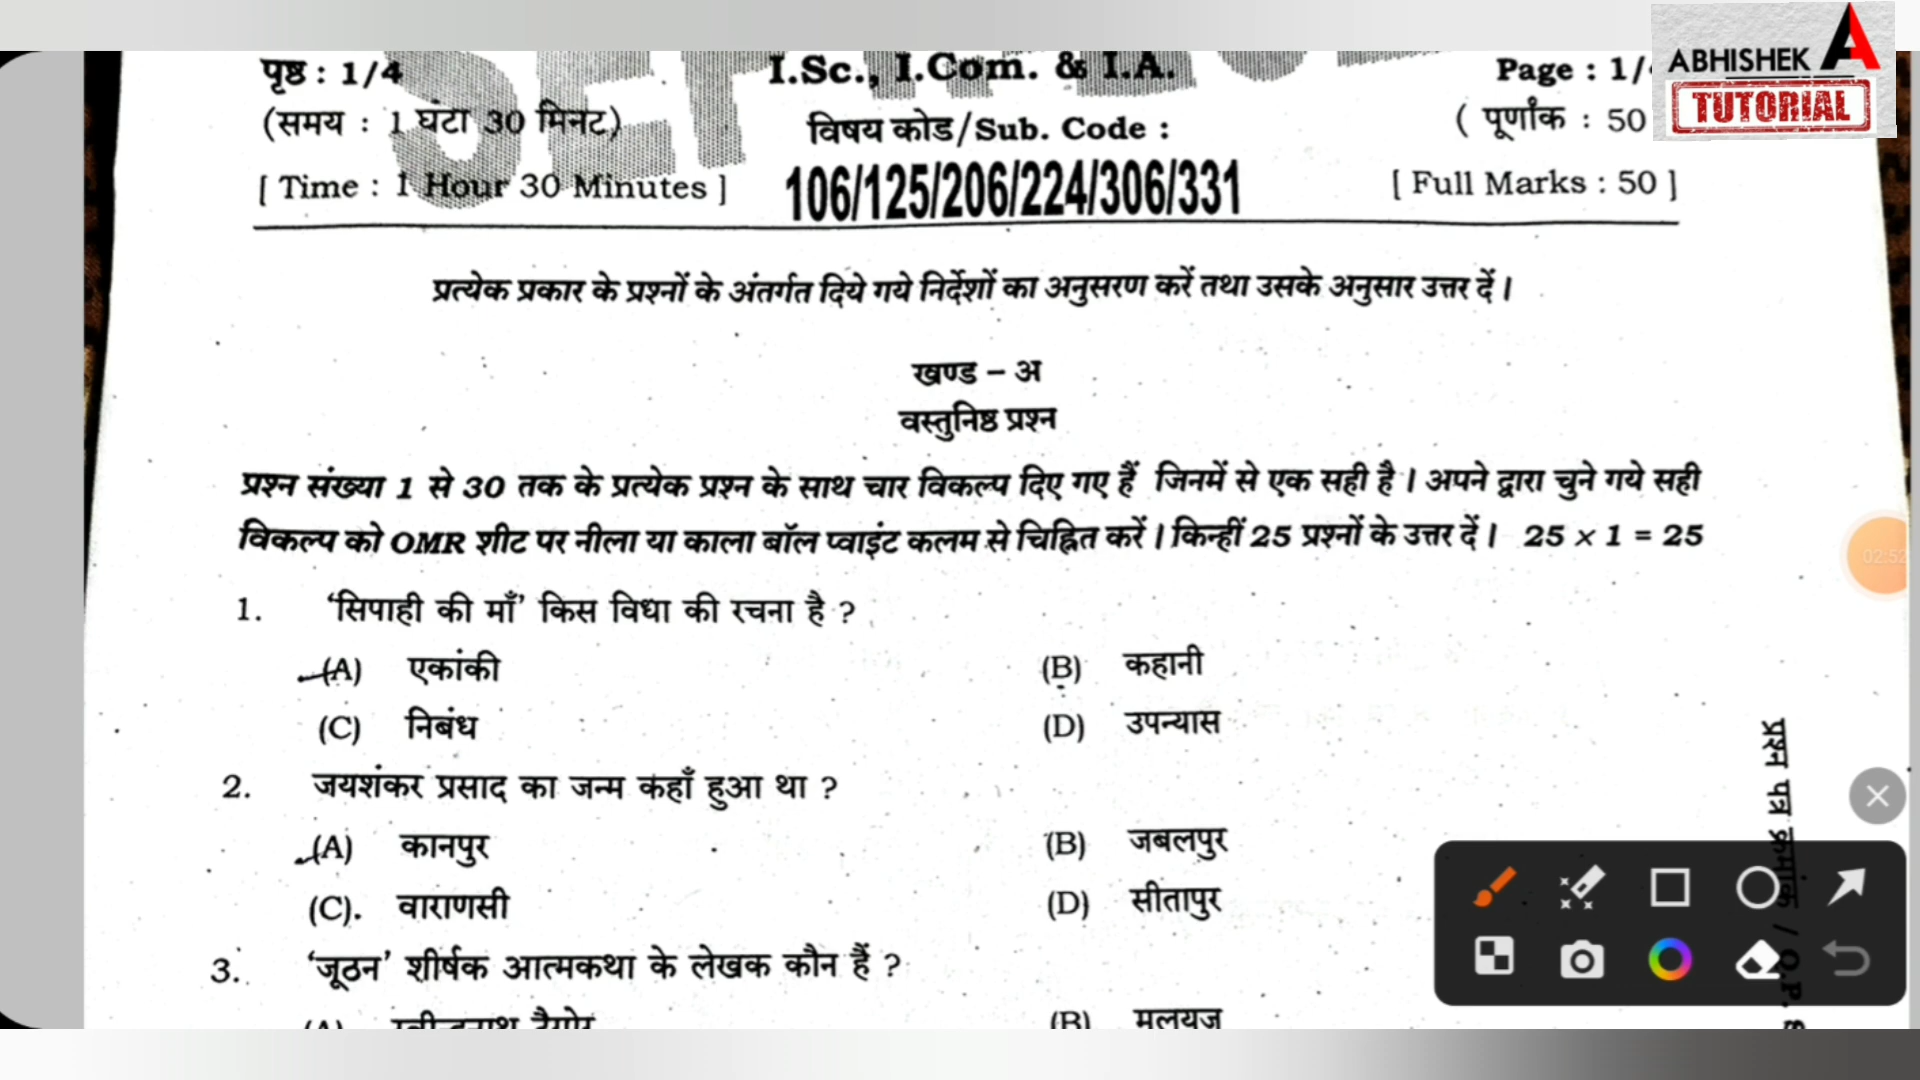 पृष्ठ : 1/4
I.Sc., I.Com. & I.A.
Page : 1/
ABHISHEK A
TUTORIAL
(समय : 1 घंटा 30 मिनट)
विषय कोड/Sub. Code :
( पूर्णांक : 50
[ Time : 1 Hour 30 Minutes ]
106/125/206/224/306/331
[ Full Marks : 50 ]
प्रत्येक प्रकार के प्रश्नों के अंतर्गत दिये गये निर्देशों का अनुसरण करें तथा उसके अनुसार उत्तर दें।
खण्ड – अ
वस्तुनिष्ठ प्रश्न
प्रश्न संख्या 1 से 30 तक के प्रत्येक प्रश्न के साथ चार विकल्प दिए गए हैं जिनमें से एक सही है। अपने द्वारा चुने गये सही
विकल्प को OMR शीट पर नीला या काला बॉल प्वाइंट कलम से चिह्नित करें। किन्हीं 25 प्रश्नों के उत्तर दें। 25 × 1 = 25
02:52
1. ‘सिपाही की माँ’ किस विधा की रचना है ?
(A) एकांकी
(B) कहानी
(C) निबंध
(D) उपन्यास
2. जयशंकर प्रसाद का जन्म कहाँ हुआ था ?
(A) कानपुर
(B) जबलपुर
(C). वाराणसी
(D) सीतापुर
3. ‘जूठन’ शीर्षक आत्मकथा के लेखक कौन हैं ?
(B) मलयज
प्रश्न पत्र क्रमांक / Q.P.